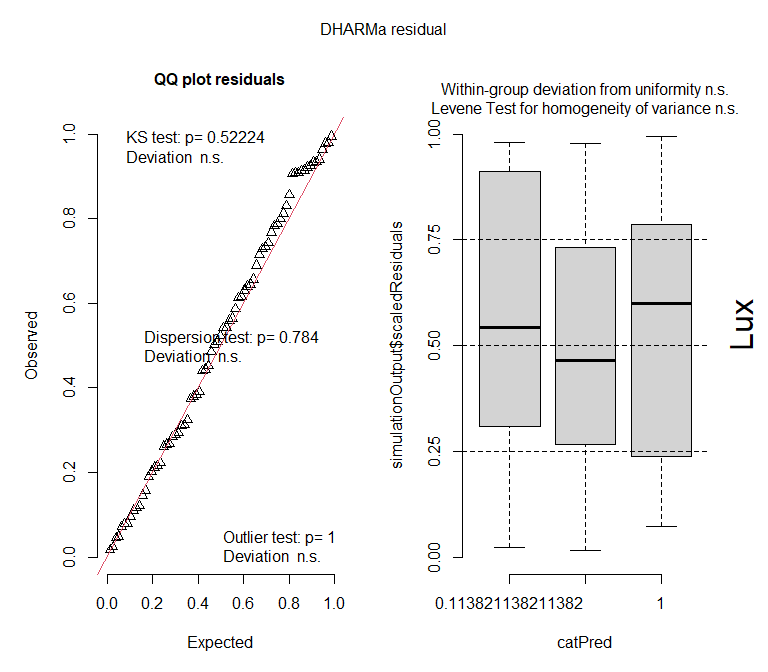 DHARMa residual
QQ plot residuals
KS test: p= 0.52224
Deviation n.s.
Dispersion test: p= 0.784
Deviation n.s.
Outlier test: p= 1
Deviation n.s.
Observed
0.0 0.2 0.4 0.6 0.8 1.0
0.0 0.2 0.4 0.6 0.8 1.0
Expected
Within-group deviation from uniformity n.s.
Levene Test for homogeneity of variance n.s.
simulationOutput$scaledResiduals
0.00 0.25 0.50 0.75 1.00
0.113821138211382 1
catPred
Lux